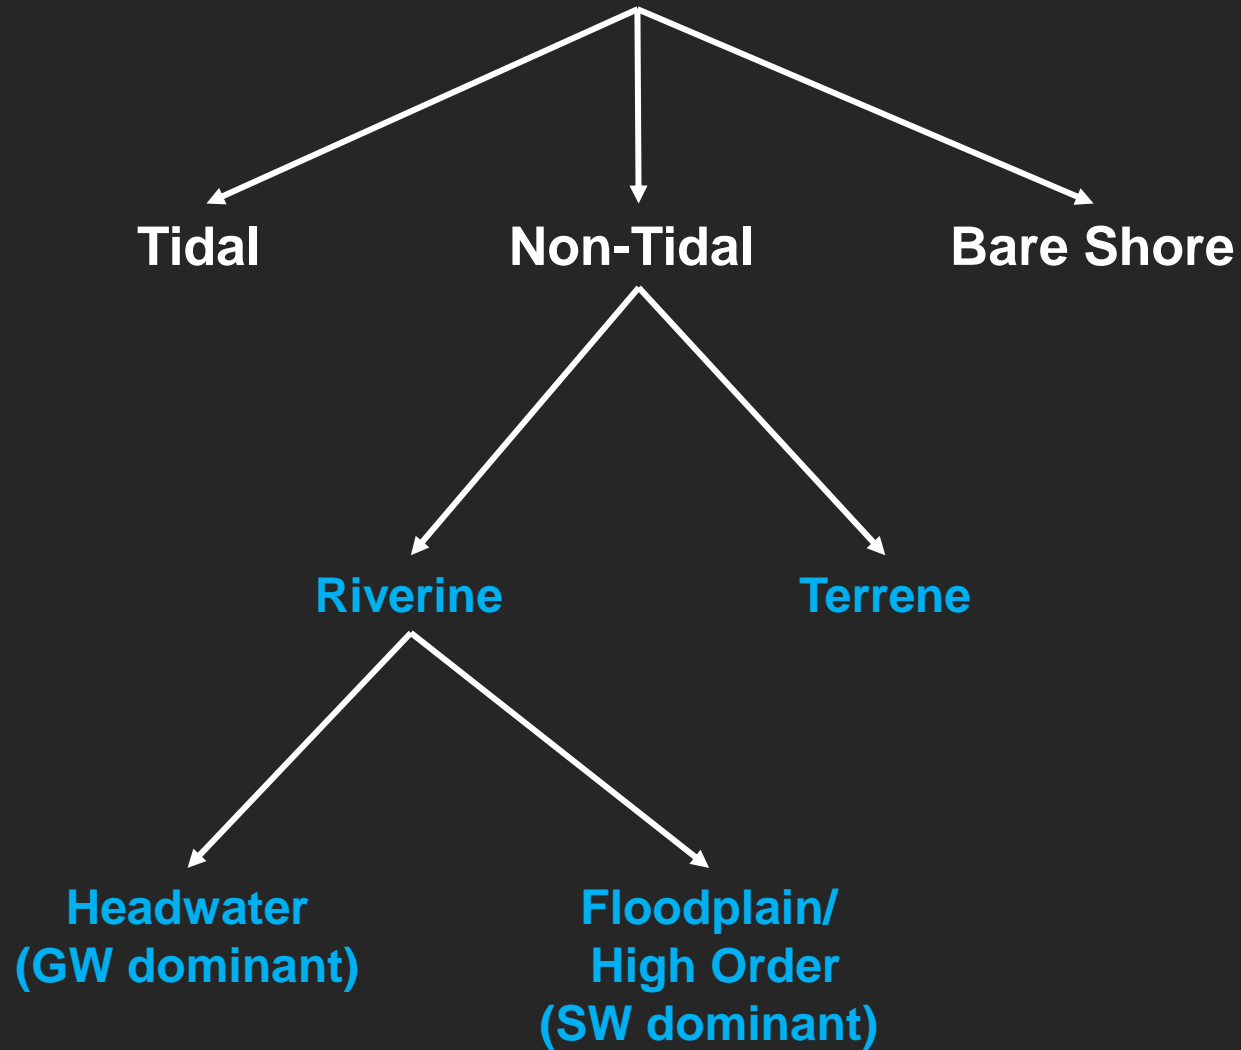 Tidal
Non-Tidal
Bare Shore
Riverine
Terrene
Headwater
(GW dominant)
Floodplain/
High Order
(SW dominant)